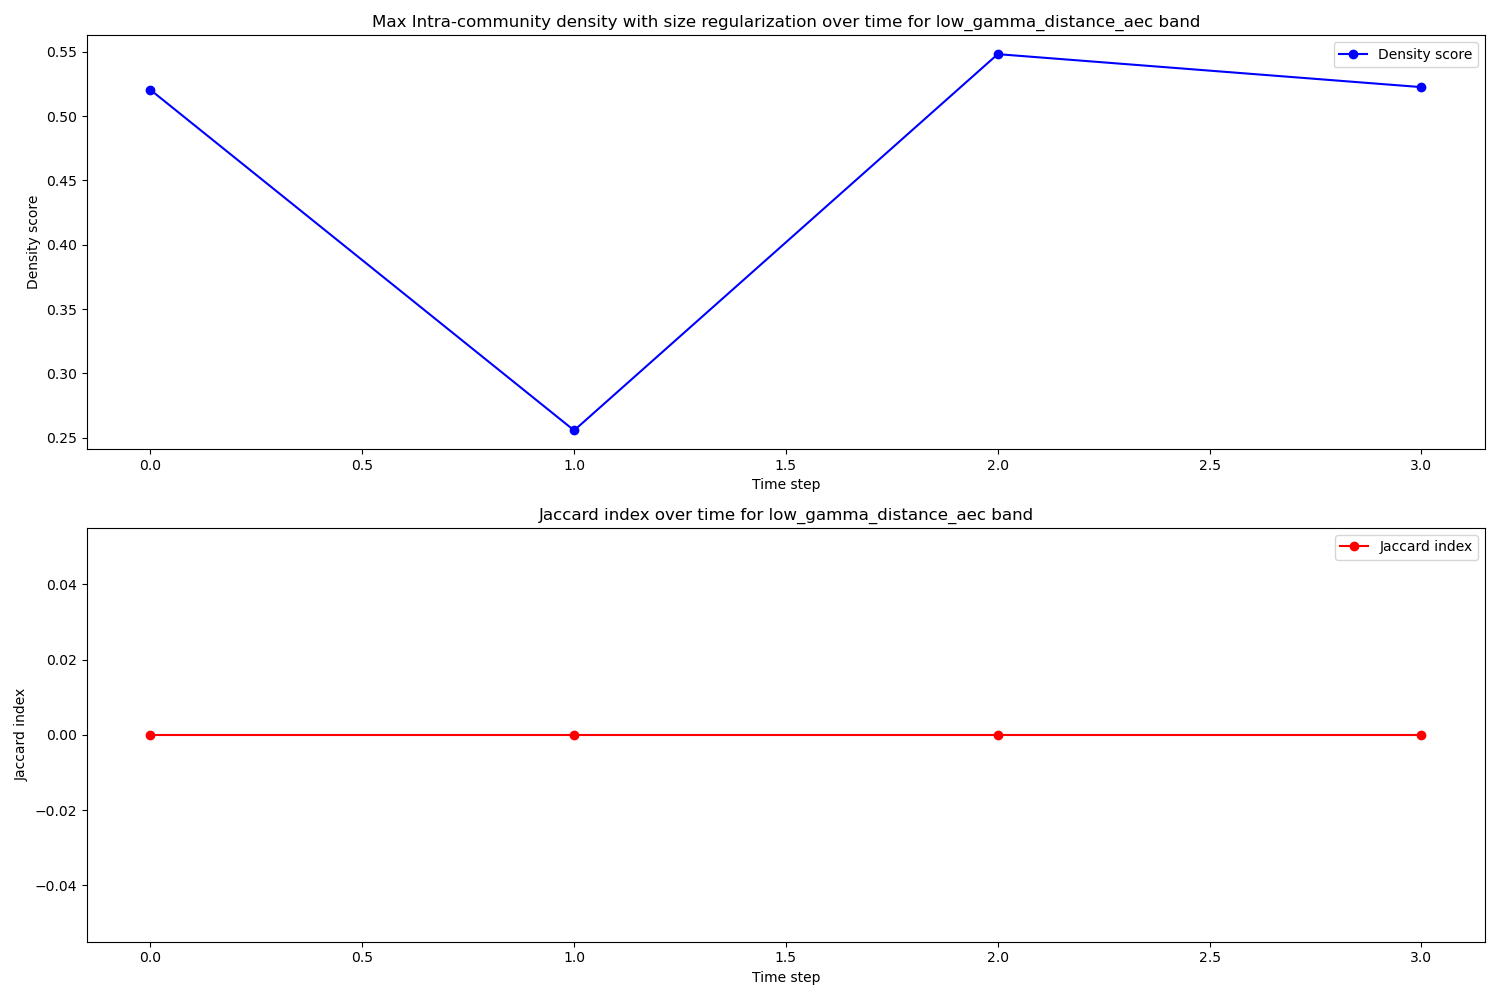 Max Intra-community density with size regularization over time for low_gamma_distance_aec band
Density score
0.55
0.50
0.45
0.40
0.35
0.30
0.25
Density score
0.0 0.5 1.0 1.5 2.0 2.5 3.0
Time step
Jaccard index over time for low_gamma_distance_aec band
Jaccard index
0.04
0.02
0.00
−0.02
−0.04
Jaccard index
0.0 0.5 1.0 1.5 2.0 2.5 3.0
Time step